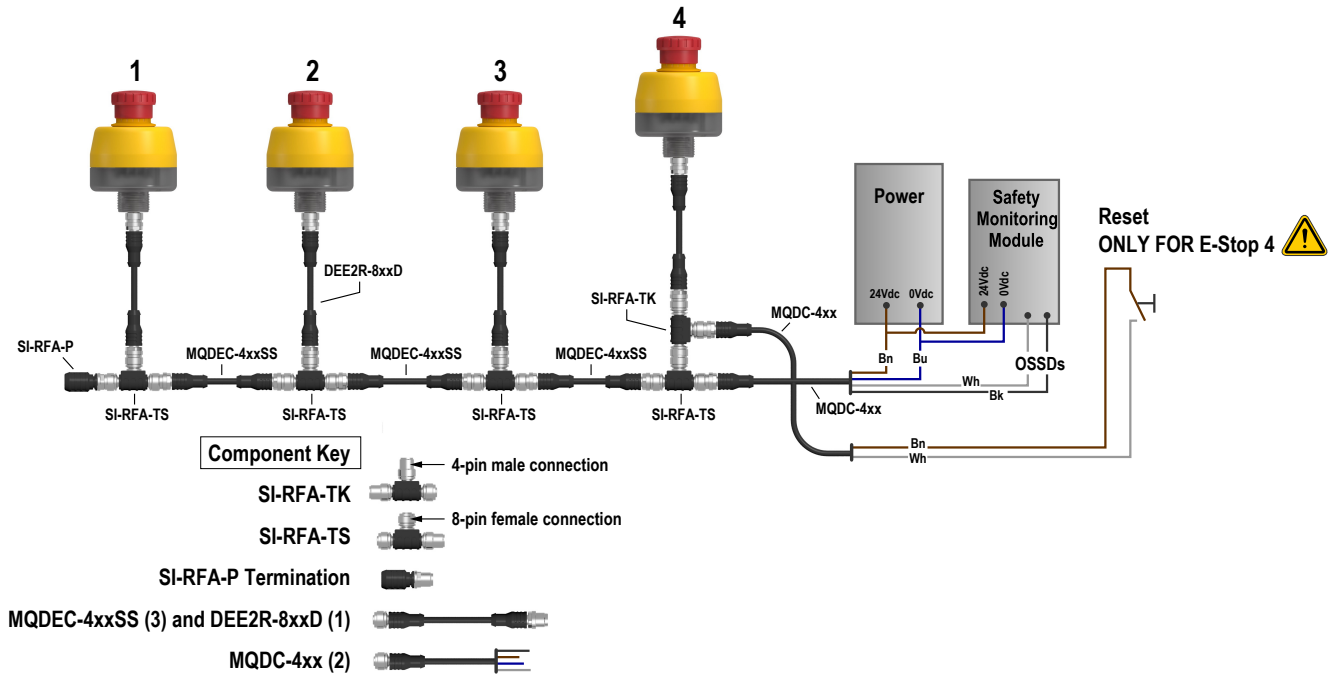 1
2
3
4
DEE2R-8xxD
SI-RFA-TK
MQDC-4xx
Power
24Vdc
0Vdc
Safety
Monitoring
Module
24Vdc
0Vdc
OSSDs
Reset
ONLY FOR E-Stop 4
SI-RFA-P
MQDEC-4xxSS
MQDEC-4xxSS
MQDEC-4xxSS
Bn
Bu
Wh
Bk
MQDC-4xx
SI-RFA-TS
SI-RFA-TS
SI-RFA-TS
SI-RFA-TS
Bn
Wh
Component Key
4-pin male connection
SI-RFA-TK
8-pin female connection
SI-RFA-TS
SI-RFA-P Termination
MQDEC-4xxSS (3) and DEE2R-8xxD (1)
MQDC-4xx (2)